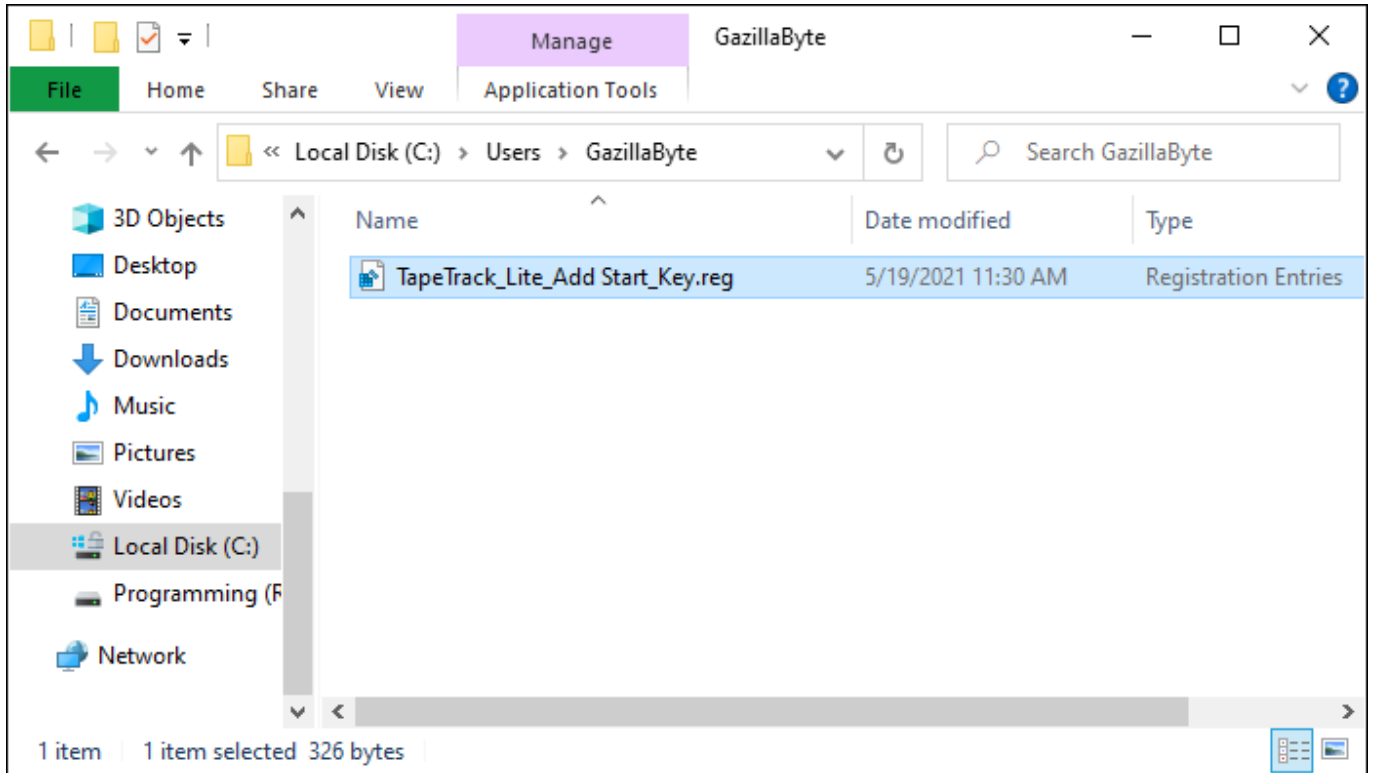 Manage GazillaByte
File Home Share View Application Tools ?
« Local Disk (C:) > Users > GazillaByte Search GazillaByte
3D Objects
Desktop
Documents
Downloads
Music
Pictures
Videos
Local Disk (C:)
Programming (R
Network
Name Date modified Type
TapeTrack_Lite_Add Start_Key.reg 5/19/2021 11:30 AM Registration Entries
1 item 1 item selected 326 bytes